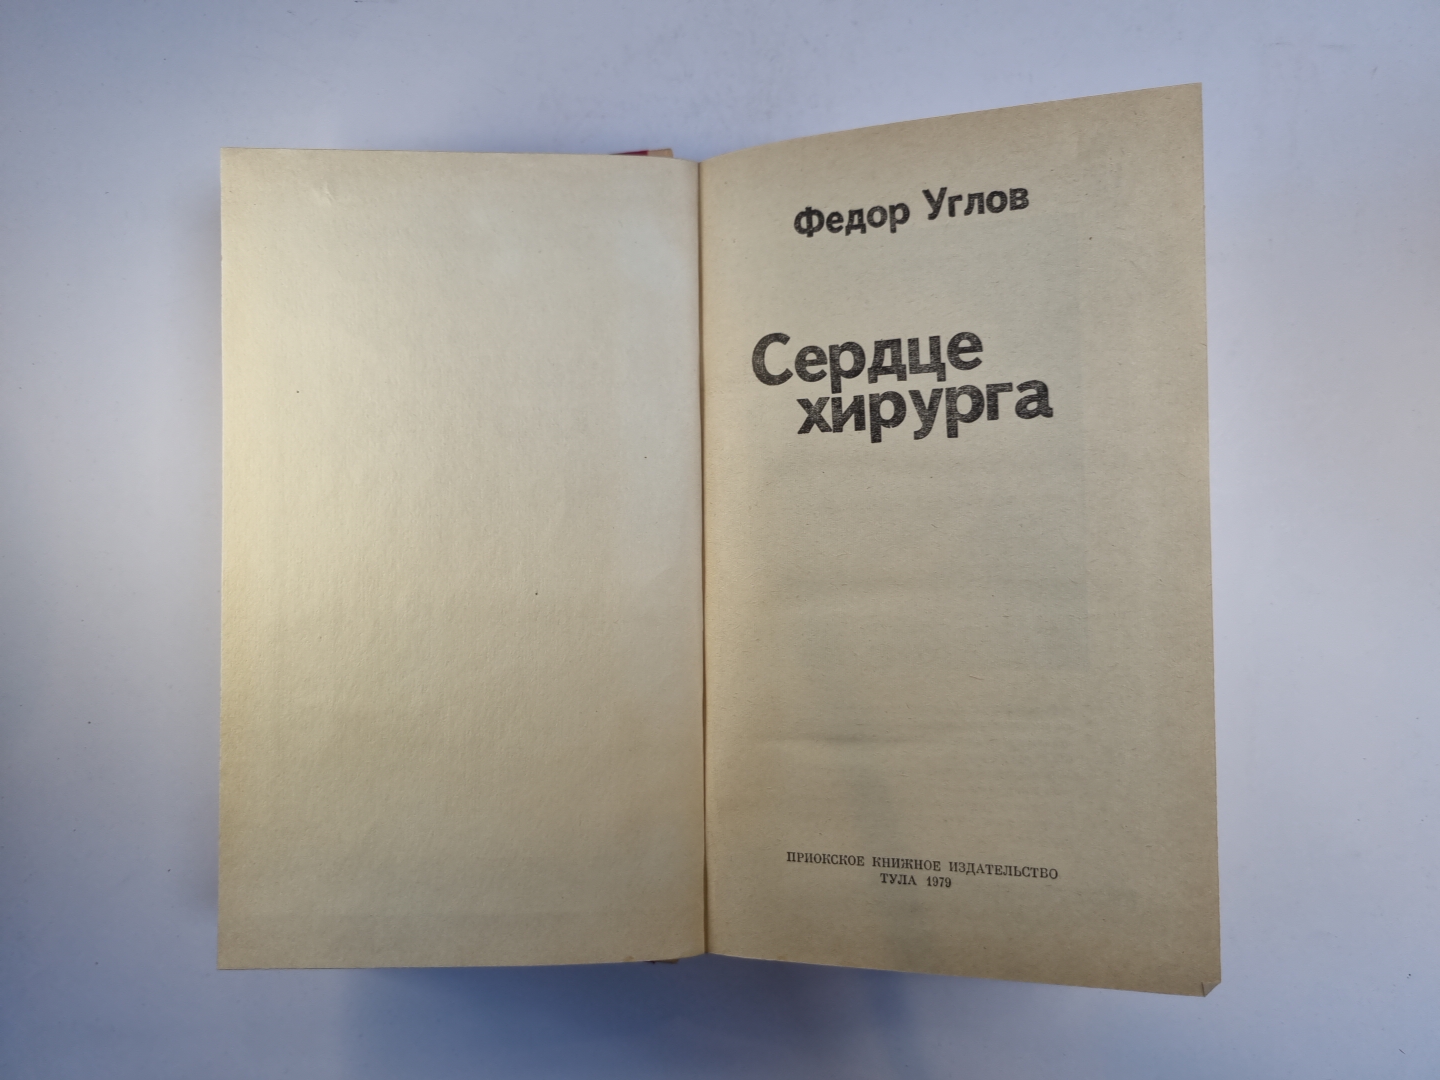 Федор Углов
Сердце
хирурга
ПРИОКСКОЕ КНИЖНОЕ ИЗДАТЕЛЬСТВО
ТУЛА 1979